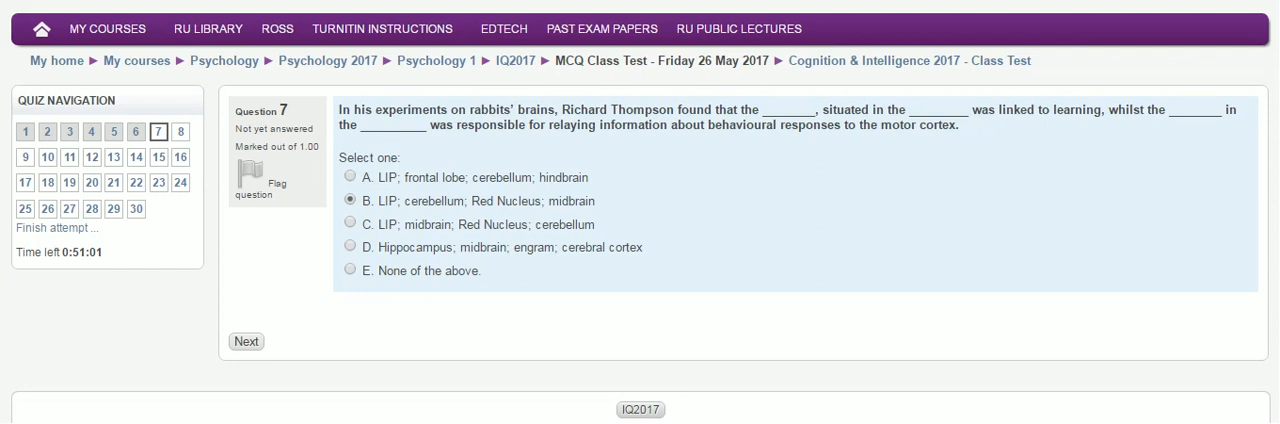 MY COURSES RU LIBRARY ROSS TURNITIN INSTRUCTIONS EDTECH PAST EXAM PAPERS RU PUBLIC LECTURES
My home ► My courses ► Psychology ► Psychology 2017 ► Psychology 1 ► IQ2017 ► MCQ Class Test - Friday 26 May 2017 ► Cognition & Intelligence 2017 - Class Test
QUIZ NAVIGATION
1 2 3 4 5 6 7 8
9 10 11 12 13 14 15 16
17 18 19 20 21 22 23 24
25 26 27 28 29 30
Finish attempt ...
Time left 0:51:01
Question 7
Not yet answered
Marked out of 1.00
Flag
question
In his experiments on rabbits' brains, Richard Thompson found that the _______, situated in the ________ was linked to learning, whilst the _______ in
the _________ was responsible for relaying information about behavioural responses to the motor cortex.
Select one:
A. LIP; frontal lobe; cerebellum; hindbrain
B. LIP; cerebellum; Red Nucleus; midbrain
C. LIP; midbrain; Red Nucleus; cerebellum
D. Hippocampus; midbrain; engram; cerebral cortex
E. None of the above.
Next
IQ2017